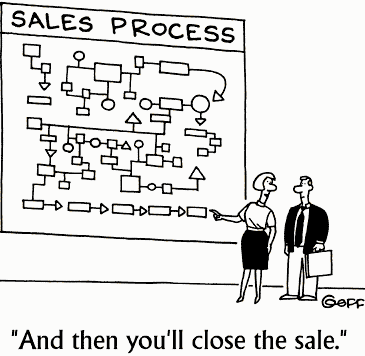 SALES PROCESS
©GOFF
"And then you'll close the sale."